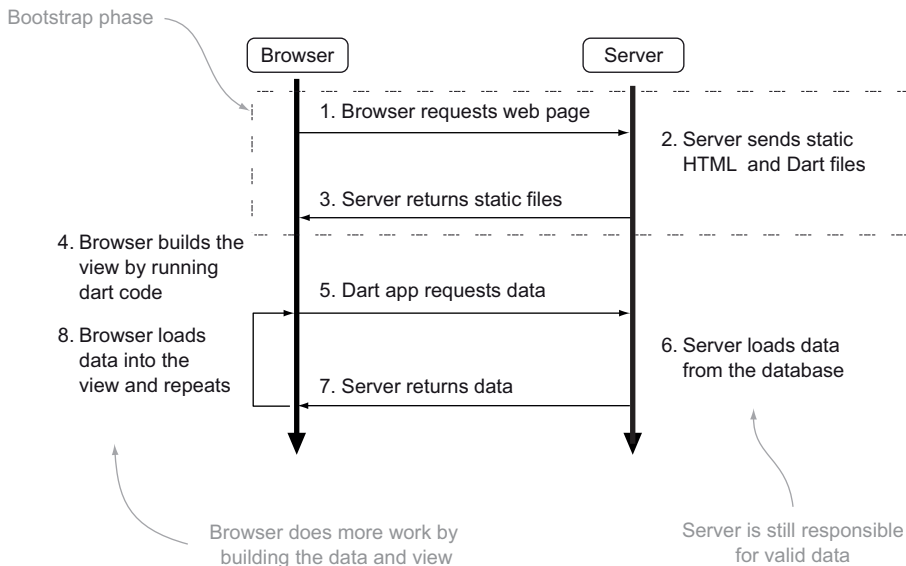 Bootstrap phase
Browser
Server
1. Browser requests web page
2. Server sends static
HTML and Dart files
3. Server returns static files
4. Browser builds the
view by running
dart code
5. Dart app requests data
8. Browser loads
data into the
view and repeats
6. Server loads data
from the database
7. Server returns data
Browser does more work by
building the data and view
Server is still responsible
for valid data